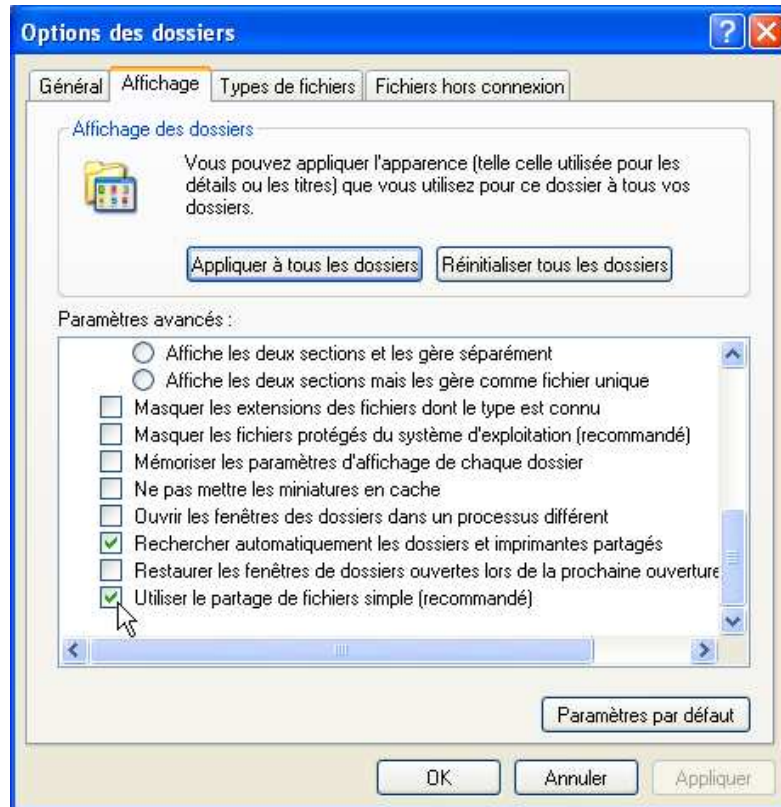 Options des dossiers
Général
Affichage
Types de fichiers
Fichiers hors connexion
Affichage des dossiers
Vous pouvez appliquer l'apparence (telle celle utilisée pour les
détails ou les titres) que vous utilisez pour ce dossier à tous vos
dossiers.
Appliquer à tous les dossiers
Réinitialiser tous les dossiers
Paramètres avancés :
Affiche les deux sections et les gère séparément
Affiche les deux sections mais les gère comme fichier unique
Masquer les extensions des fichiers dont le type est connu
Masquer les fichiers protégés du système d'exploitation (recommandé)
Mémoriser les paramètres d'affichage de chaque dossier
Ne pas mettre les miniatures en cache
Ouvrir les fenêtres des dossiers dans un processus différent
Rechercher automatiquement les dossiers et imprimantes partagés
Restaurer les fenêtres de dossiers ouvertes lors de la prochaine ouverture
Utiliser le partage de fichiers simple (recommandé)
Paramètres par défaut
OK
Annuler
Appliquer